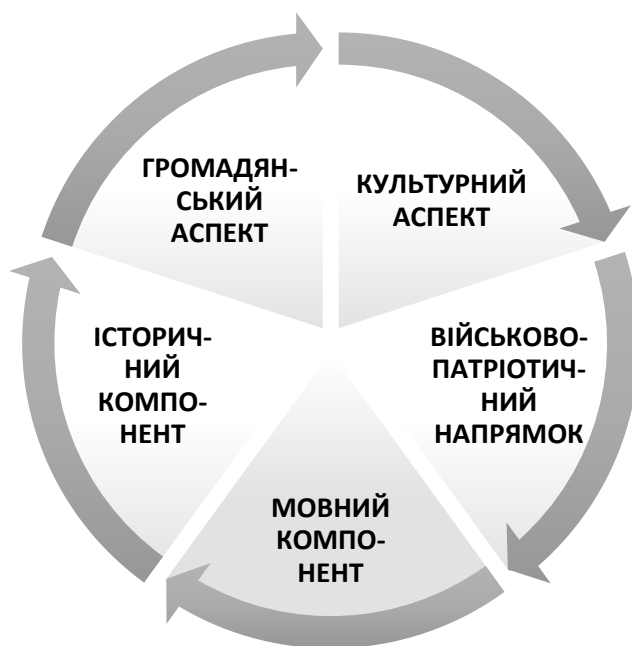 ГРОМАДЯН-
СЬКИЙ
АСПЕКТ
КУЛЬТУРНИЙ
АСПЕКТ
ВІЙСЬКОВО-
ПАТРІОТИЧ-
НИЙ
НАПРЯМОК
МОВНИЙ
КОМПО-
НЕНТ
ІСТОРИЧ-
НИЙ
КОМПО-
НЕНТ